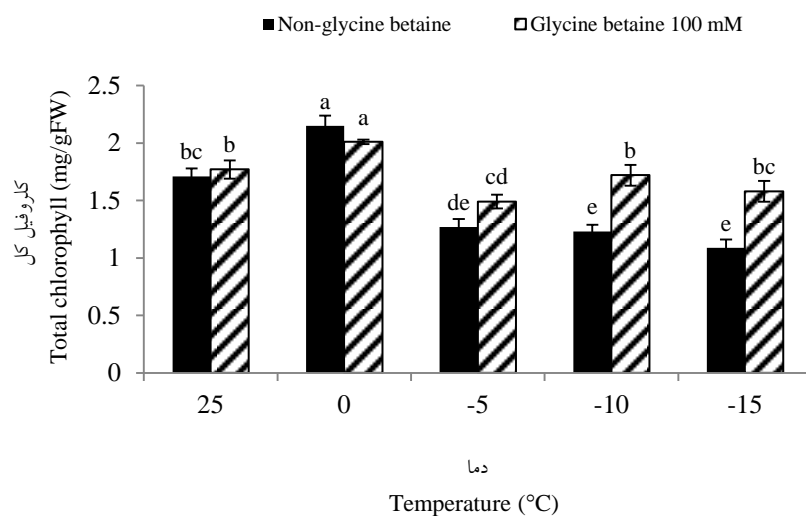 Non-glycine betaine Glycine betaine 100 mM
کلروفیل کل
Total chlorophyll (mg/gFW)
2.5
2
1.5
1
0.5
0
bc b a a de cd e b e bc
25 0 -5 -10 -15
دما
Temperature (°C)